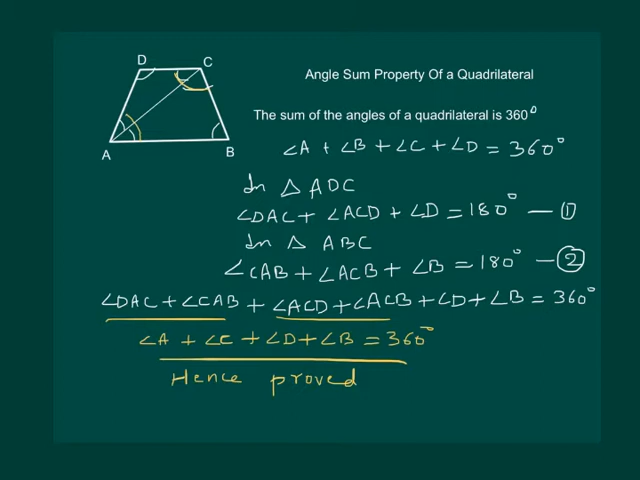 D C
A B
Angle Sum Property Of a Quadrilateral
The sum of the angles of a quadrilateral is 360⁰
∠A + ∠B + ∠C + ∠D = 360°
In △ ADC
∠DAC + ∠ACD + ∠D = 180° — ①
In △ ABC
∠CAB + ∠ACB + ∠B = 180° — ②
∠DAC + ∠CAB + ∠ACD + ∠ACB + ∠D + ∠B = 360°
∠A + ∠C + ∠D + ∠B = 360°
Hence proved